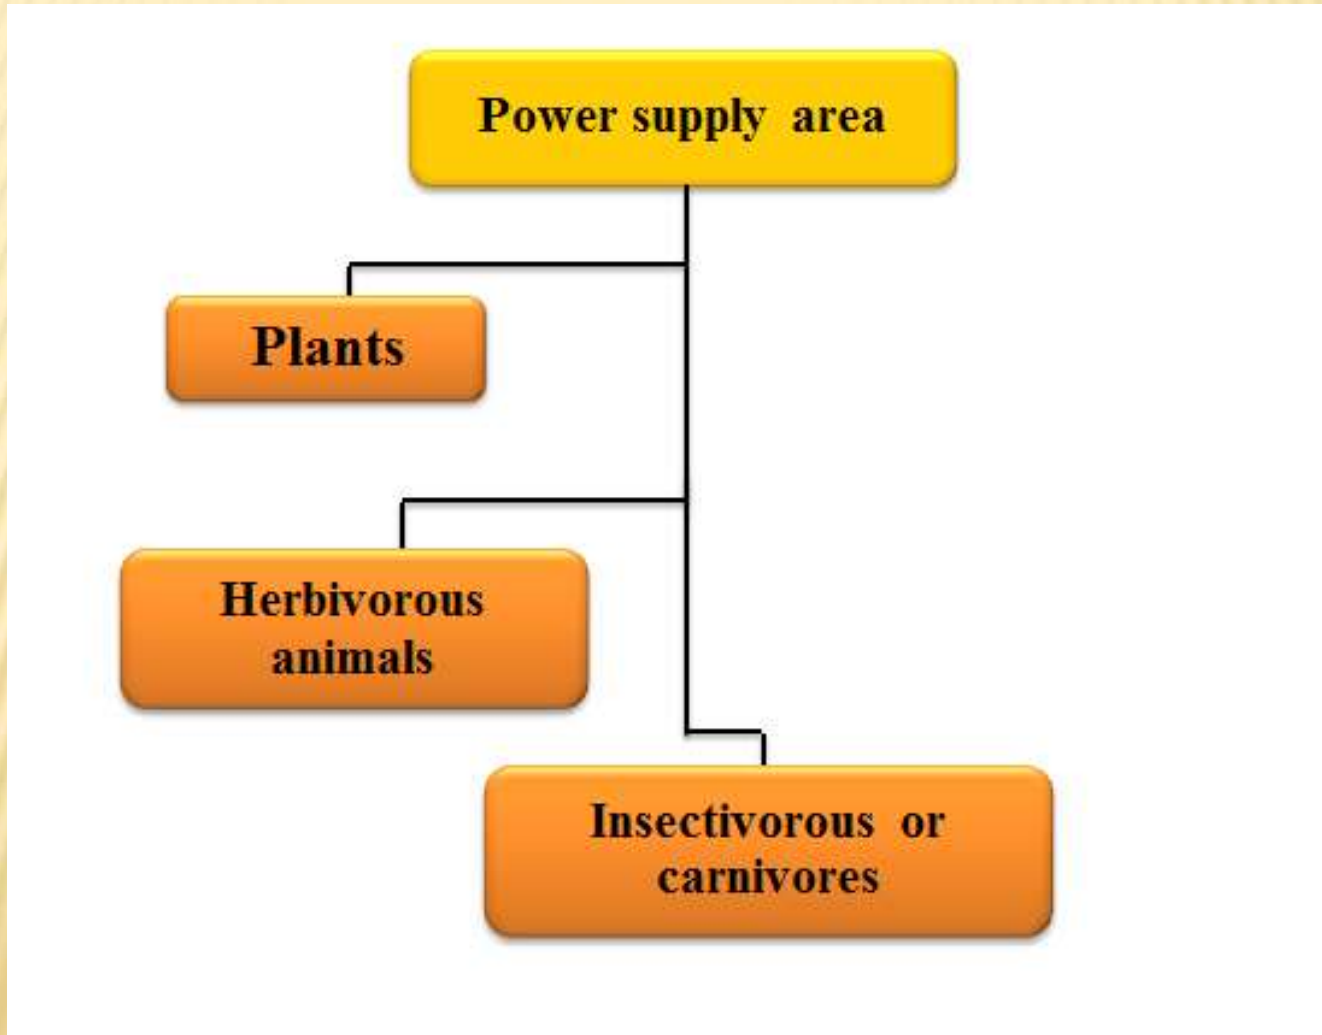 Power supply area
Plants
Herbivorous
animals
Insectivorous or
carnivores